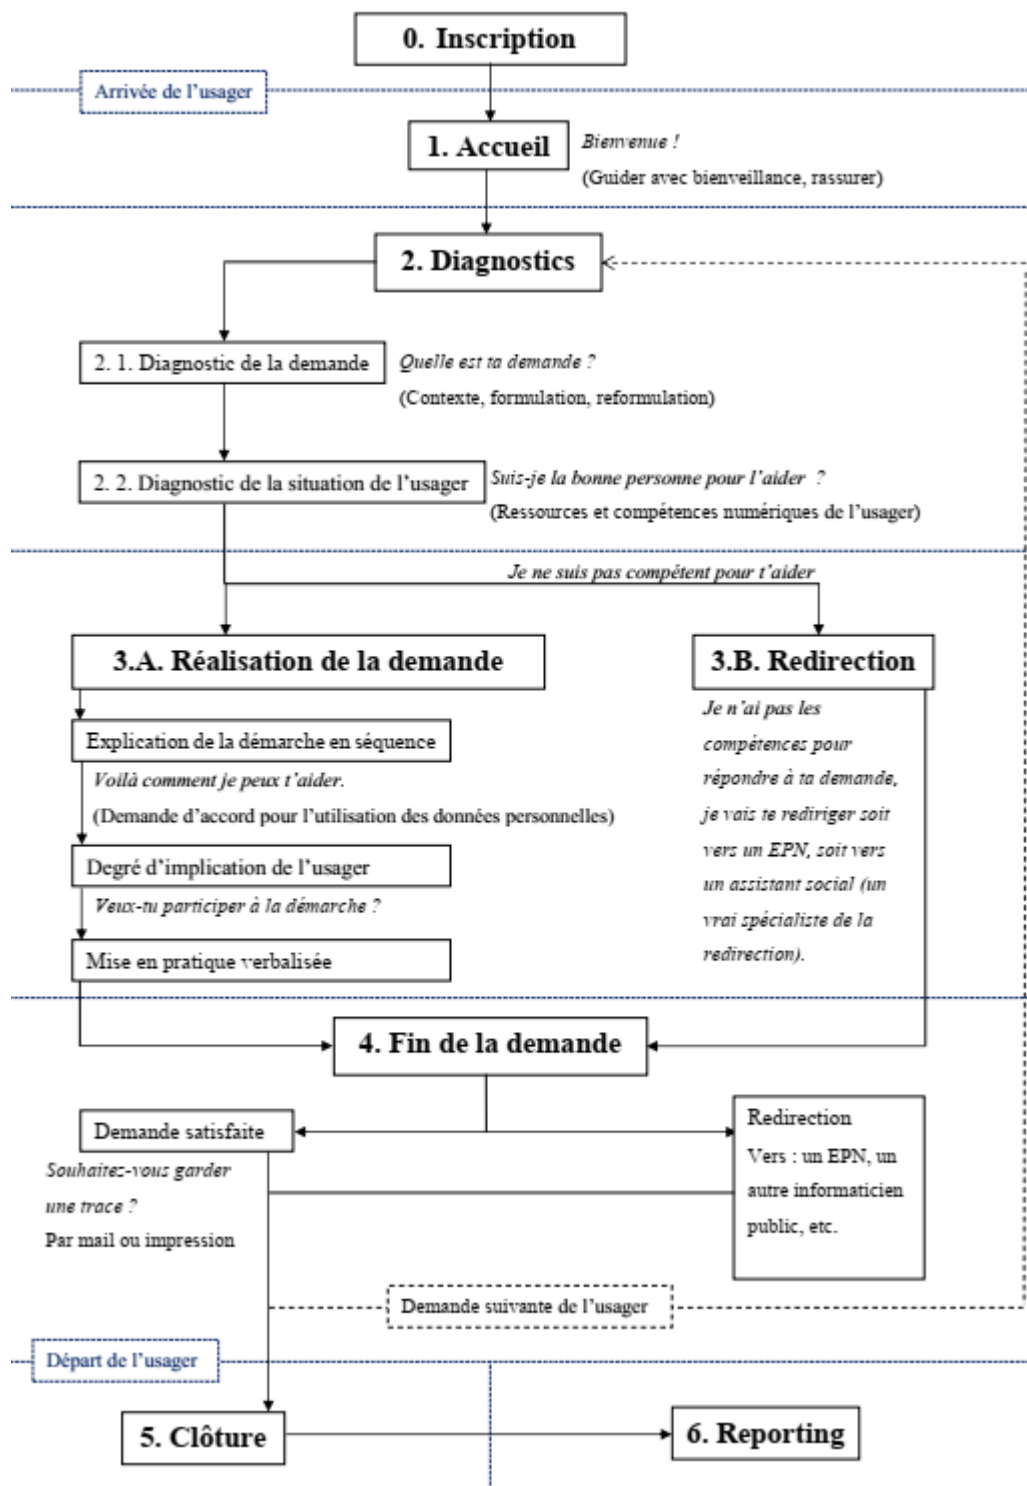 0. Inscription
Arrivée de l'usager
1. Accueil
Bienvenue !
(Guider avec bienveillance, rassurer)
2. Diagnostics
2. 1. Diagnostic de la demande
Quelle est ta demande ?
(Contexte, formulation, reformulation)
2. 2. Diagnostic de la situation de l'usager
Suis-je la bonne personne pour l'aider ?
(Ressources et compétences numériques de l'usager)
Je ne suis pas compétent pour t'aider
3.A. Réalisation de la demande
Explication de la démarche en séquence
Voilà comment je peux t'aider.
(Demande d'accord pour l'utilisation des données personnelles)
Degré d'implication de l'usager
Veux-tu participer à la démarche ?
Mise en pratique verbalisée
3.B. Redirection
Je n'ai pas les
compétences pour
répondre à ta demande,
je vais te rediriger soit
vers un EPN, soit vers
un assistant social (un
vrai spécialiste de la
redirection).
4. Fin de la demande
Demande satisfaite
Souhaitez-vous garder
une trace ?
Par mail ou impression
Redirection
Vers : un EPN, un
autre informaticien
public, etc.
Demande suivante de l'usager
Départ de l'usager
5. Clôture
6. Reporting